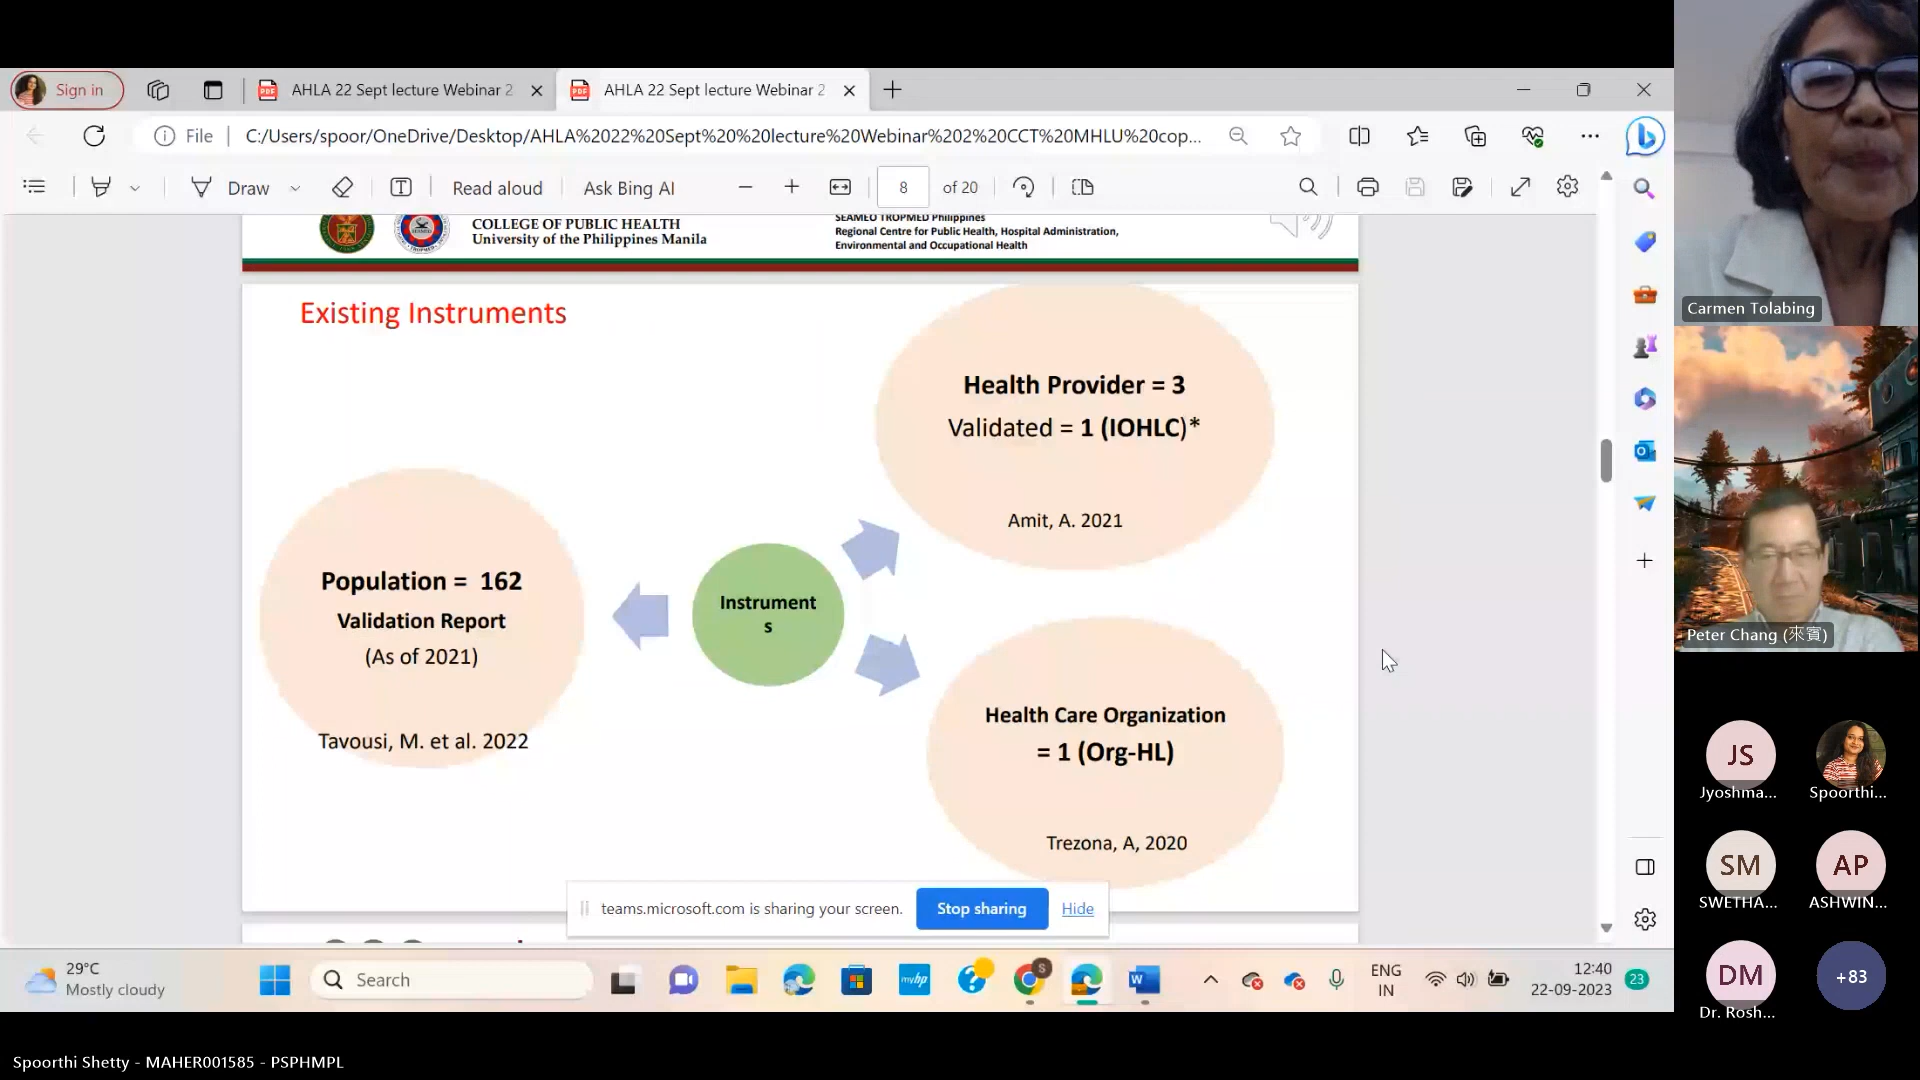 Sign in
AHLA 22 Sept lecture Webinar 2
AHLA 22 Sept lecture Webinar 2
File
C:/Users/spoor/OneDrive/Desktop/AHLA%2022%20Sept%20%20lecture%20Webinar%202%20CCT%20MHLU%20cop...
Draw
Read aloud
Ask Bing AI
8
of 20
COLLEGE OF PUBLIC HEALTH
University of the Philippines Manila
SEAMEO TROPMED Philippines
Regional Centre for Public Health, Hospital Administration,
Environmental and Occupational Health
Existing Instruments
Health Provider = 3
Validated = 1 (IOHLC)*
Amit, A. 2021
Population = 162
Validation Report
(As of 2021)
Tavousi, M. et al. 2022
Instrument
s
Health Care Organization
= 1 (Org-HL)
Trezona, A, 2020
teams.microsoft.com is sharing your screen.
Stop sharing
Hide
29°C
Mostly cloudy
Search
myhp
S
W
ENG
IN
12:40
22-09-2023
23
Carmen Tolabing
Peter Chang (來賓)
JS
Jyoshma...
Spoorthi...
SM
SWETHA...
AP
ASHWIN...
DM
Dr. Rosh...
+83
Spoorthi Shetty - MAHER001585 - PSPHMPL